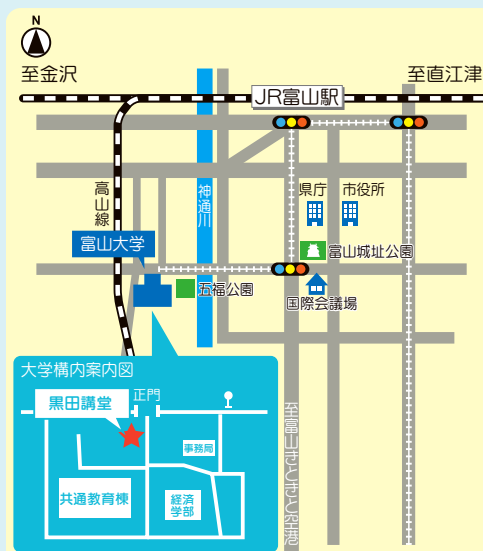 N
至金沢
至直江津
JR富山駅
高山線
神通川
県庁
市役所
富山大学
富山城址公園
五福公園
国際会議場
大学構内案内図
黒田講堂
正門
事務局
共通教育棟
経済
学部
至富山きときと空港